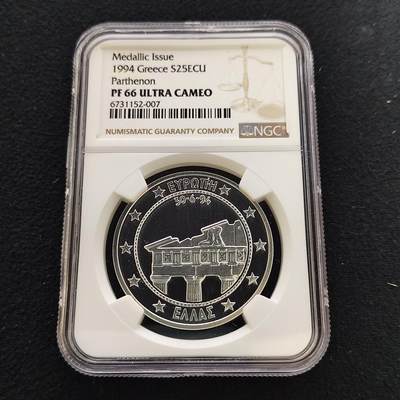 Medallic Issue
1994 Greece S25ECU
Parthenon
PF 66 ULTRA CAMEO
6731152-007
NUMISMATIC GUARANTY COMPANY
NGC
ΕΥΡΩΠΗ
30-6-94
ΕΛΛΑΣ